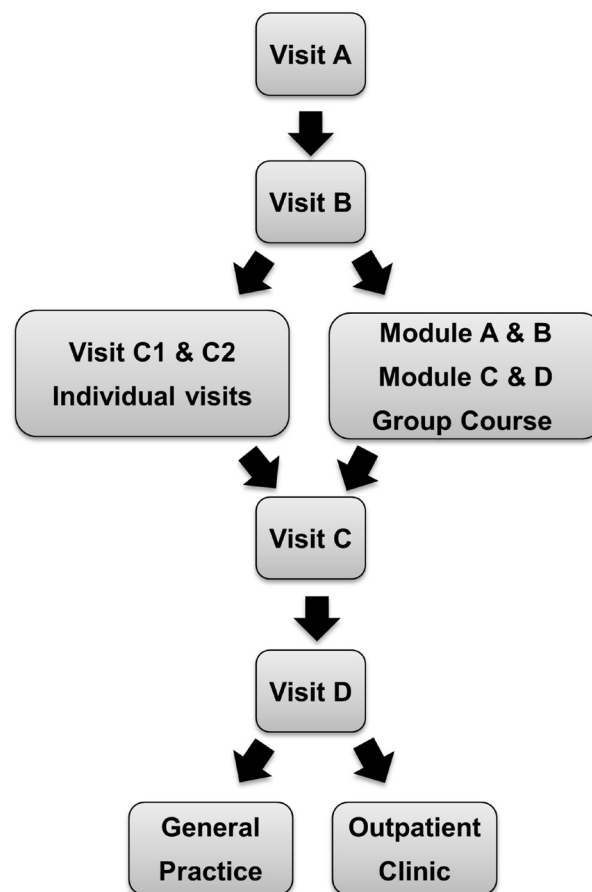 Visit A
Visit B
Visit C1 & C2
Individual visits
Module A & B
Module C & D
Group Course
Visit C
Visit D
General
Practice
Outpatient
Clinic